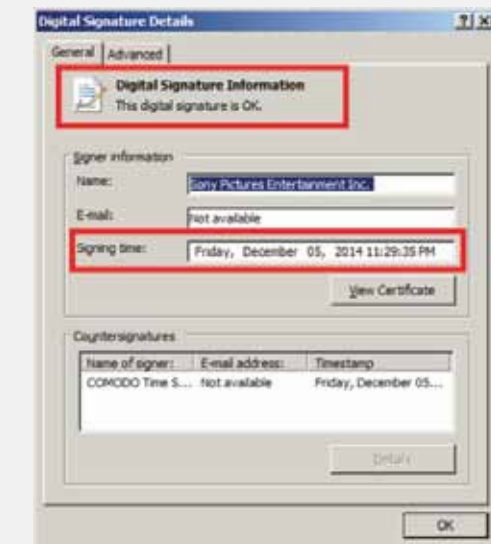 Digital Signature Details
General
Advanced
Digital Signature Information
This digital signature is OK.
Signer information
Name:
Sony Pictures Entertainment Inc.
E-mail:
Not available
Signing time:
Friday, December 05, 2014 11:29:35 PM
View Certificate
Countersignatures
Name of signer: E-mail address: Timestamp
COMODO Time S... Not available Friday, December 05...
Details
OK